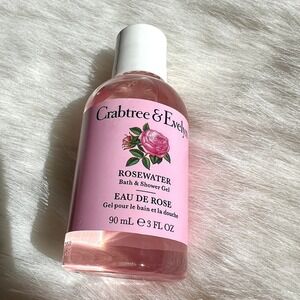 Crabtree & Evelyn
ROSEWATER
Bath & Shower Gel
EAU DE ROSE
Gel pour le bain et la douche
90 mL ℮ 3 FL OZ